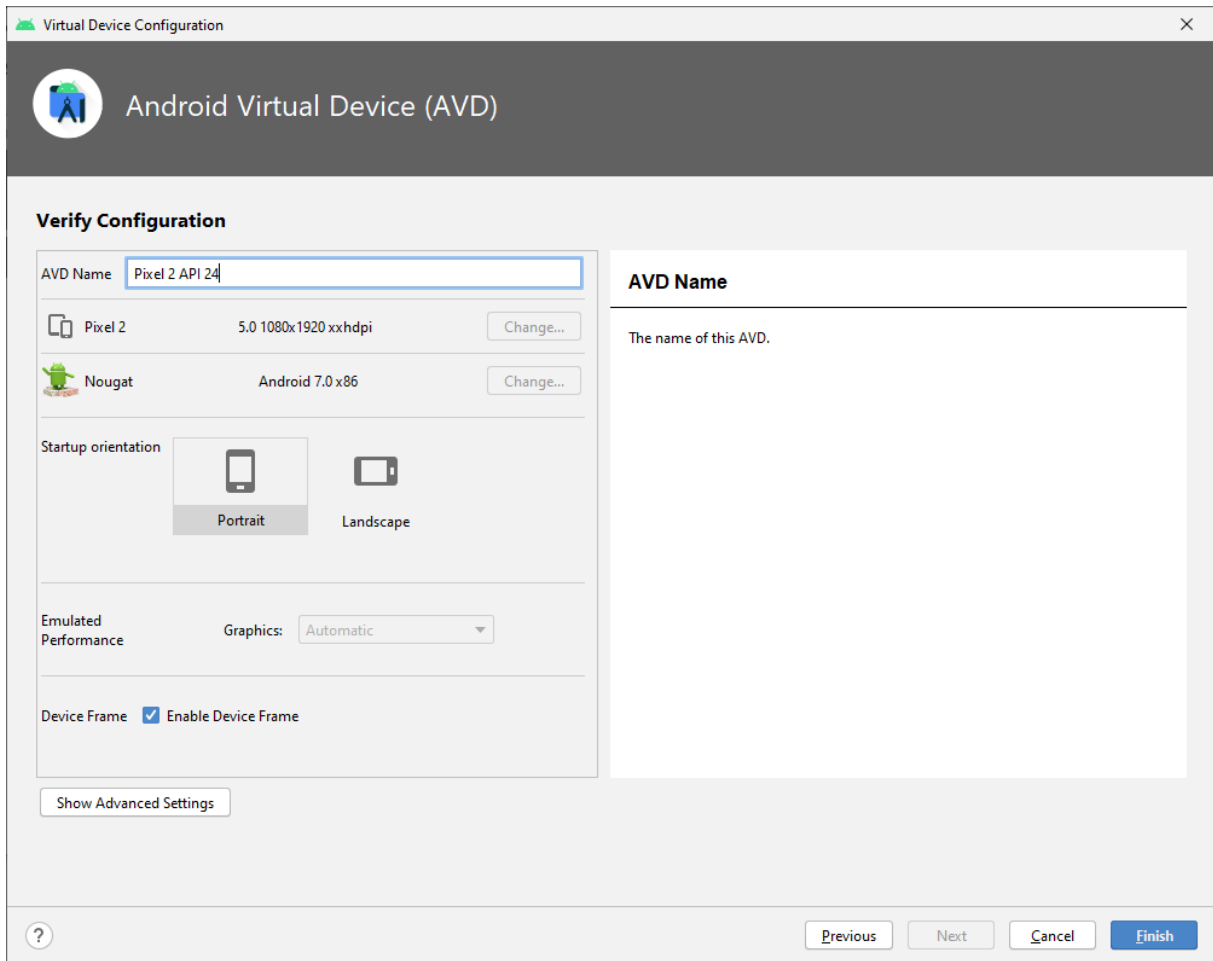 Virtual Device Configuration
Android Virtual Device (AVD)
Verify Configuration
AVD Name Pixel 2 API 24
Pixel 2 5.0 1080x1920 xxhdpi Change...
Nougat Android 7.0 x86 Change...
Startup orientation
Portrait
Landscape
Emulated
Performance
Graphics: Automatic
Device Frame Enable Device Frame
Show Advanced Settings
AVD Name
The name of this AVD.
? Previous Next Cancel Finish